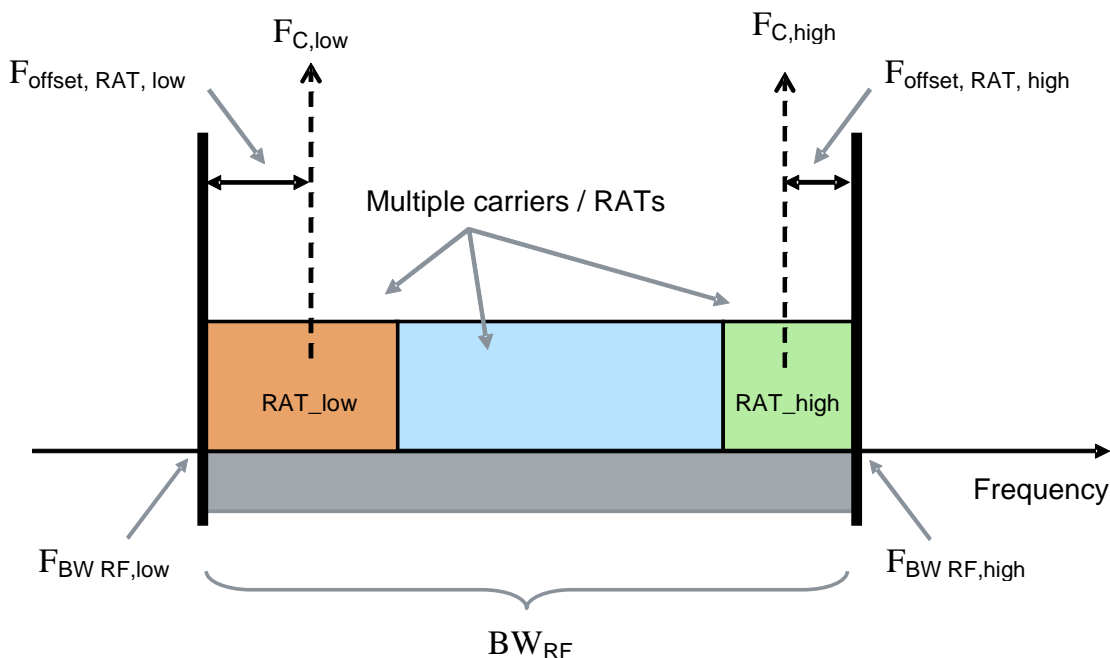 F_C,low
F_C,high
F_offset, RAT, low
F_offset, RAT, high
Multiple carriers / RATs
RAT_low
RAT_high
Frequency
F_BW RF,low
F_BW RF,high
BW_RF